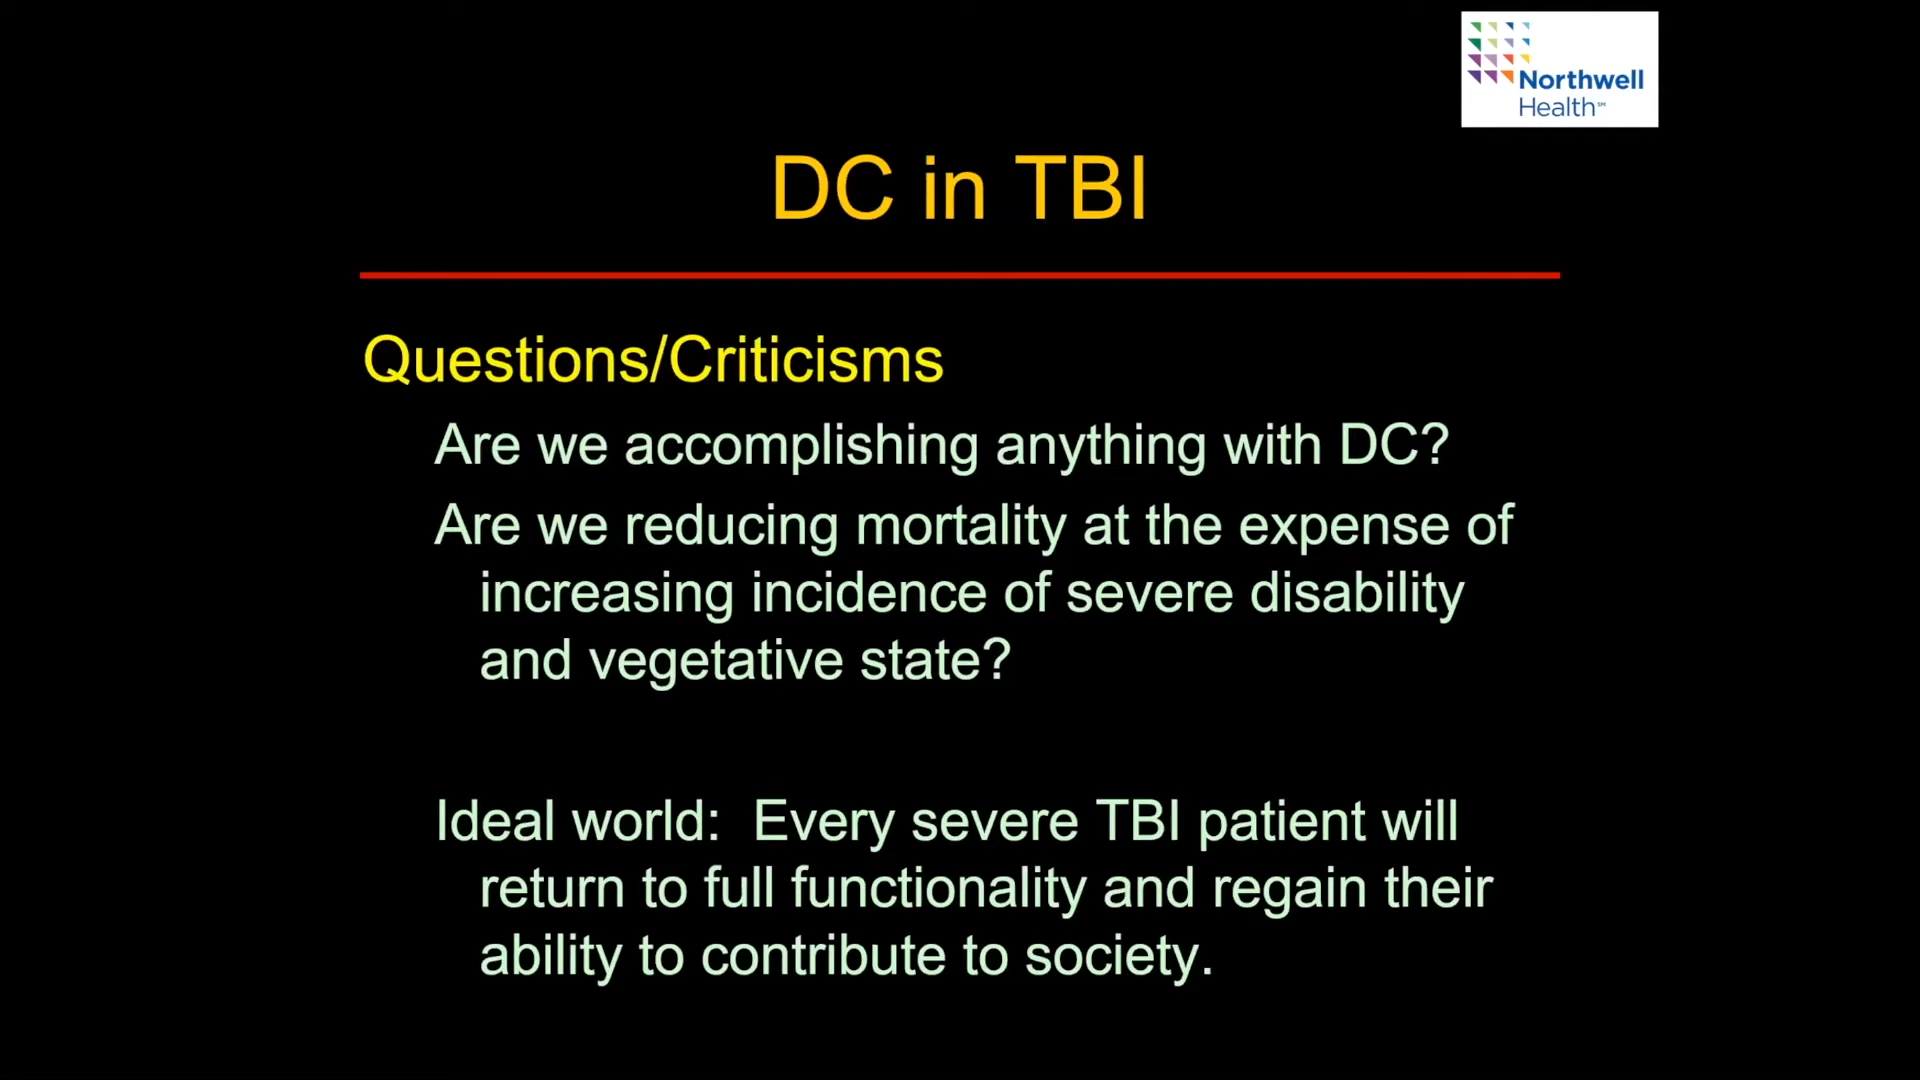 Northwell
Health℠
DC in TBI
Questions/Criticisms
Are we accomplishing anything with DC?
Are we reducing mortality at the expense of
increasing incidence of severe disability
and vegetative state?
Ideal world:  Every severe TBI patient will
return to full functionality and regain their
ability to contribute to society.